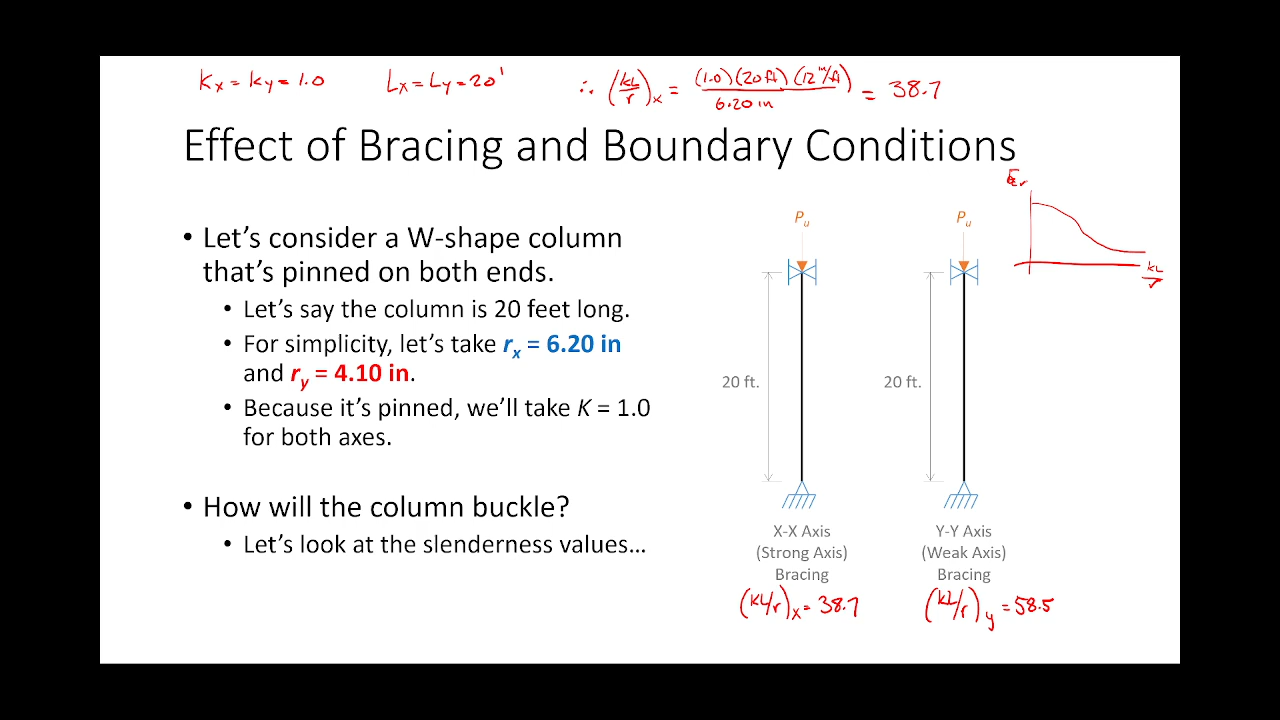 Kx = Ky = 1.0    Lx = Ly = 20'    ∴ (KL/r)x = (1.0)(20ft)(12 in/ft) / 6.20 in = 38.7
Effect of Bracing and Boundary Conditions
• Let's consider a W-shape column
that's pinned on both ends.
• Let's say the column is 20 feet long.
• For simplicity, let's take rx = 6.20 in
and ry = 4.10 in.
• Because it's pinned, we'll take K = 1.0
for both axes.
• How will the column buckle?
• Let's look at the slenderness values…
Pu
20 ft.
X-X Axis
(Strong Axis)
Bracing
(KL/r)x = 38.7
Pu
20 ft.
Y-Y Axis
(Weak Axis)
Bracing
(KL/r)y = 58.5
KL/r